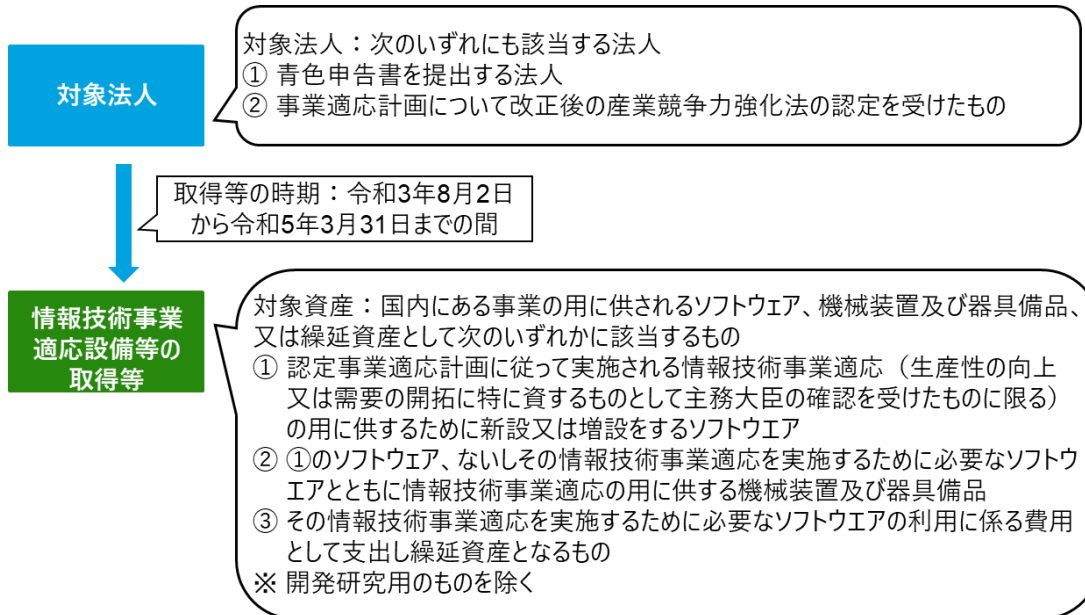 対象法人
対象法人：次のいずれにも該当する法人
① 青色申告書を提出する法人
② 事業適応計画について改正後の産業競争力強化法の認定を受けたもの
取得等の時期：令和3年8月2日
から令和5年3月31日までの間
情報技術事業
適応設備等の
取得等
対象資産：国内にある事業の用に供されるソフトウェア、機械装置及び器具備品、
又は繰延資産として次のいずれかに該当するもの
① 認定事業適応計画に従って実施される情報技術事業適応（生産性の向上
又は需要の開拓に特に資するものとして主務大臣の確認を受けたものに限る）
の用に供するために新設又は増設をするソフトウエア
② ①のソフトウェア、ないしその情報技術事業適応を実施するために必要なソフトウ
エアとともに情報技術事業適応の用に供する機械装置及び器具備品
③ その情報技術事業適応を実施するために必要なソフトウエアの利用に係る費用
として支出し繰延資産となるもの
※ 開発研究用のものを除く